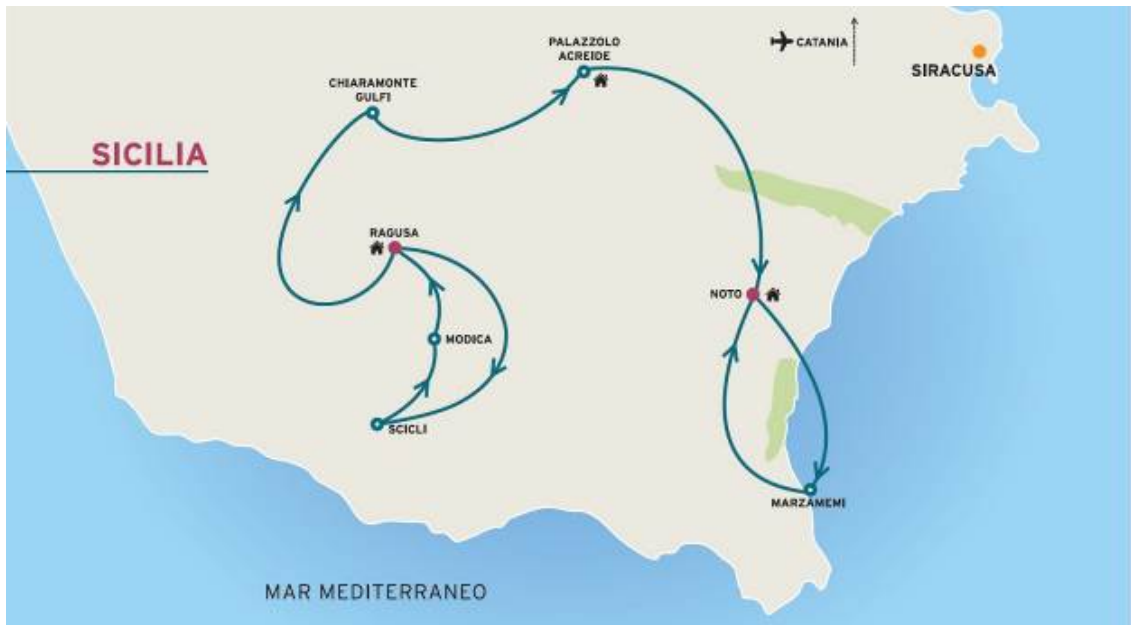 PALAZZOLO
ACREIDE
CATANIA
SIRACUSA
CHIARAMONTE
GULFI
SICILIA
RAGUSA
NOTO
MODICA
SCICLI
MARZAMEMI
MAR MEDITERRANEO